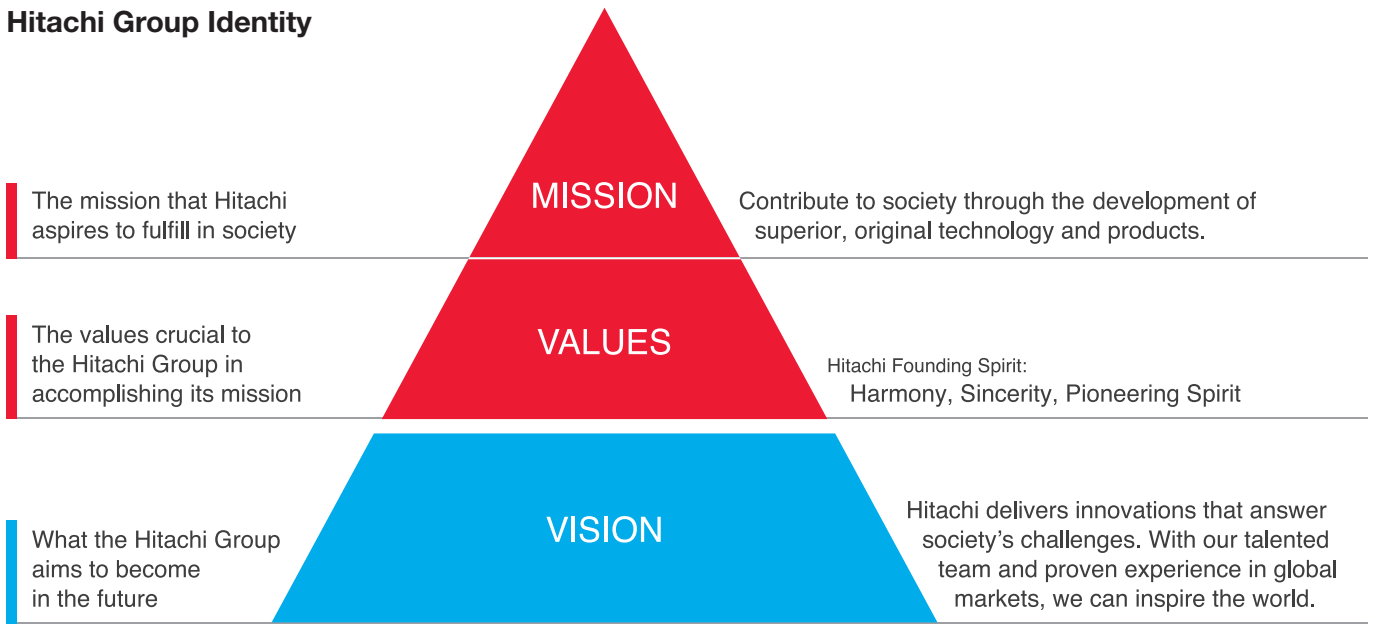 Hitachi Group Identity
The mission that Hitachi
aspires to fulfill in society
MISSION
Contribute to society through the development of
superior, original technology and products.
The values crucial to
the Hitachi Group in
accomplishing its mission
VALUES
Hitachi Founding Spirit:
Harmony, Sincerity, Pioneering Spirit
What the Hitachi Group
aims to become
in the future
VISION
Hitachi delivers innovations that answer
society’s challenges. With our talented
team and proven experience in global
markets, we can inspire the world.